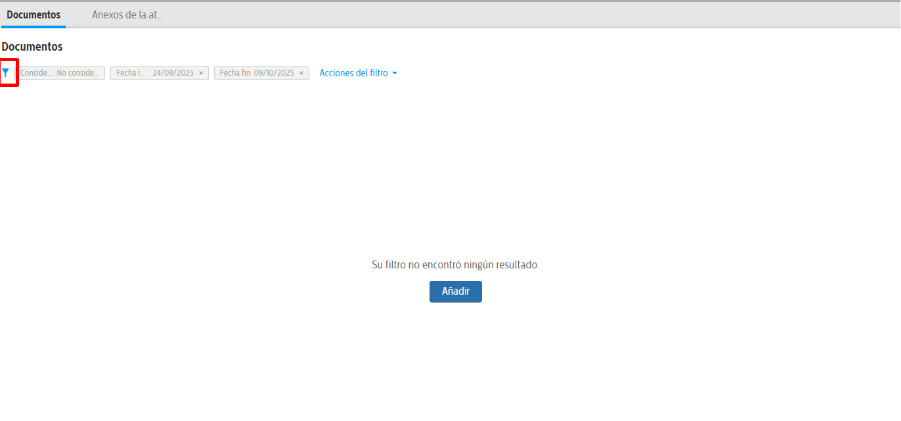 Documentos Anexos de la at...
Documentos
Conside... No conside... Fecha i... : 24/09/2025 × Fecha fin: 09/10/2025 × Acciones del filtro
Su filtro no encontró ningún resultado.
Añadir